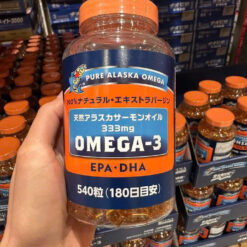 PURE ALASKA OMEGA
100%ナチュラル・エキストラバージン
天然アラスカサーモンオイル
333mg
OMEGA-3
EPA・DHA
540粒(180日目安)